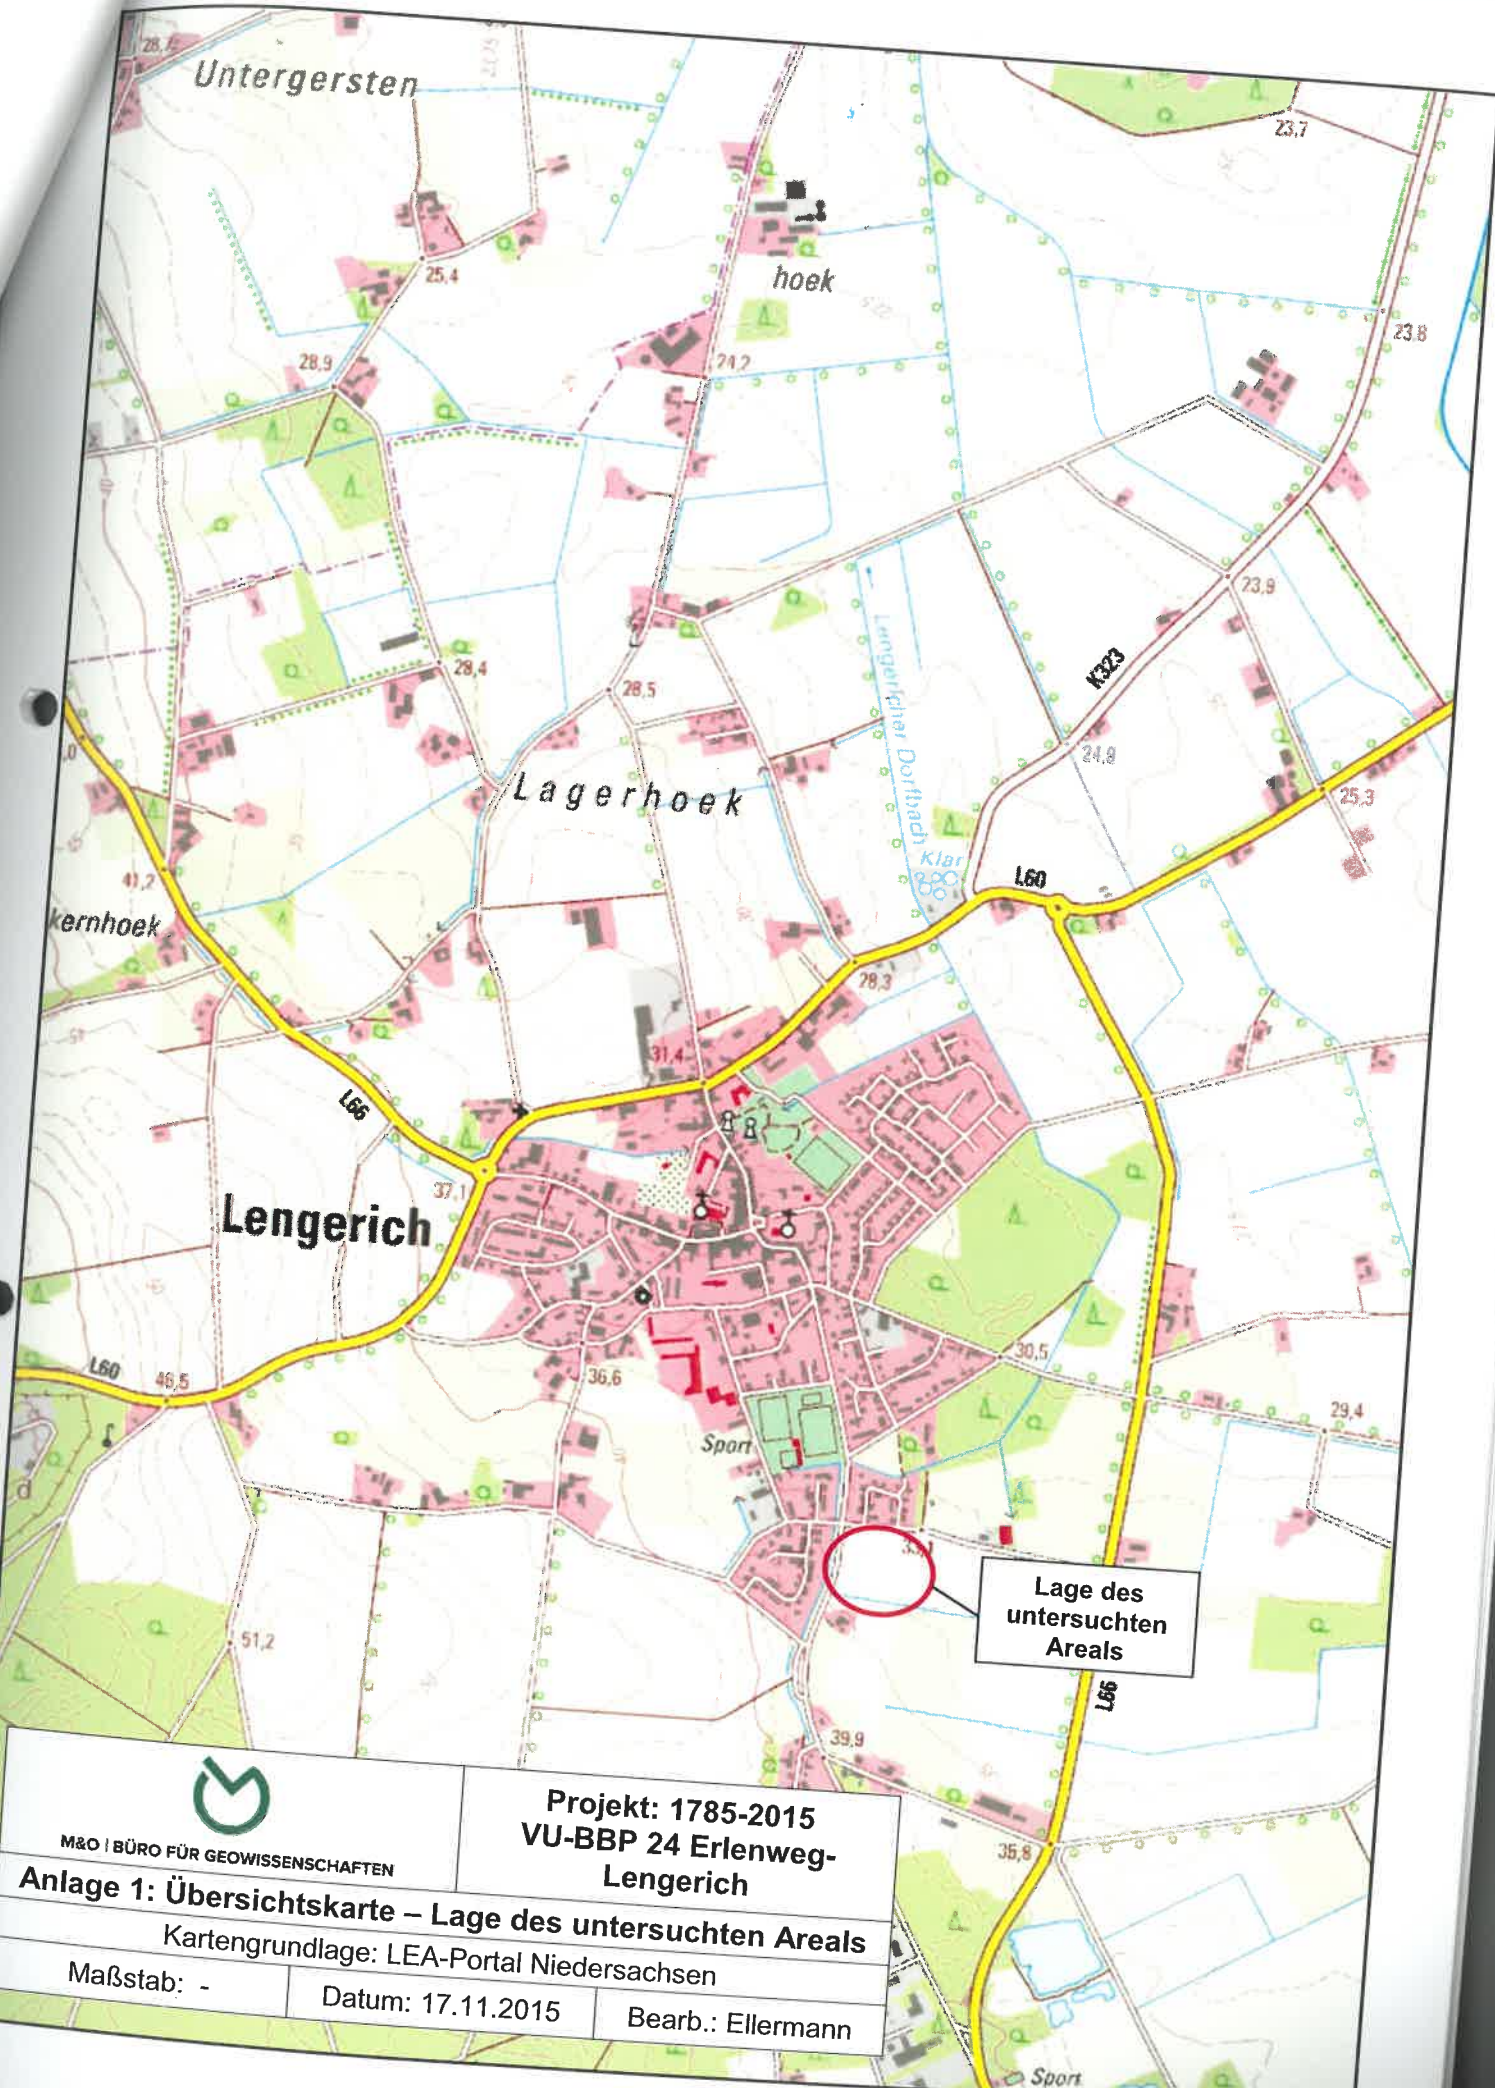 28,7
Untergersten
23,7
25,4
hoek
23,8
28,9
24,2
23,9
28,4
28,5
K323
Lengericher Dorfbach
24,9
Lagerhoek
25,3
Klär
41,2
L60
kernhoek
28,3
31,4
L66
37,1
Lengerich
30,5
L60
46,5
36,6
29,4
Sport
33,1
Lage des
untersuchten
Areals
51,2
L66
39,9
35,8
M&O | BÜRO FÜR GEOWISSENSCHAFTEN
Projekt: 1785-2015
VU-BBP 24 Erlenweg-
Lengerich
Anlage 1: Übersichtskarte – Lage des untersuchten Areals
Kartengrundlage: LEA-Portal Niedersachsen
Maßstab: -
Datum: 17.11.2015
Bearb.: Ellermann
Sport